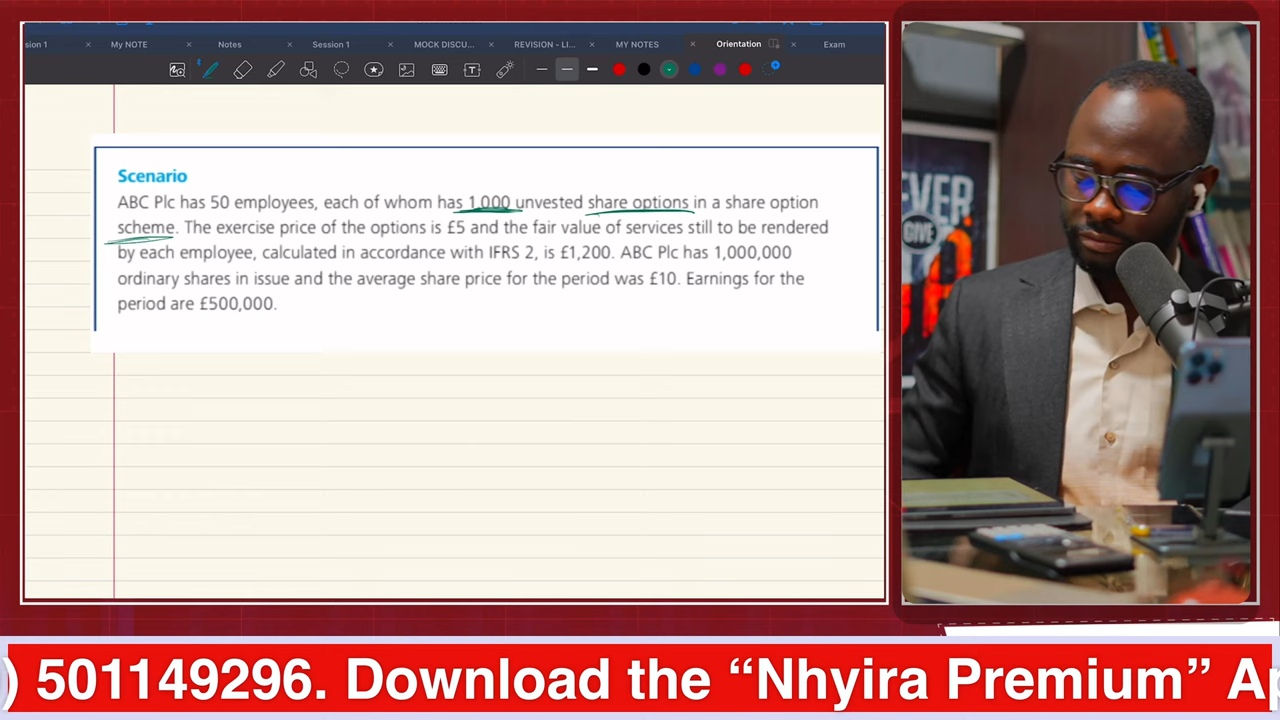 sion 1
My NOTE
Notes
Session 1
MOCK DISCU...
REVISION - LI...
MY NOTES
Orientation
Exam
Scenario
ABC Plc has 50 employees, each of whom has 1,000 unvested share options in a share option
scheme. The exercise price of the options is £5 and the fair value of services still to be rendered
by each employee, calculated in accordance with IFRS 2, is £1,200. ABC Plc has 1,000,000
ordinary shares in issue and the average share price for the period was £10. Earnings for the
period are £500,000.
EVER
GIVE
) 501149296. Download the “Nhyira Premium” Ap